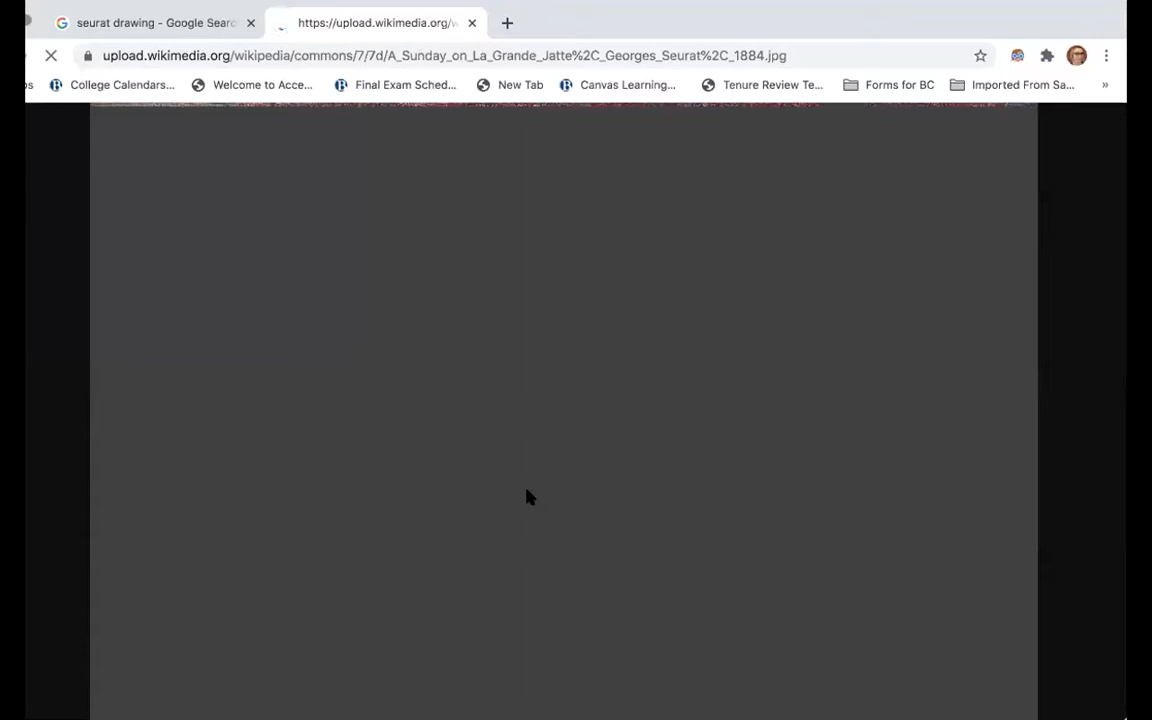 seurat drawing - Google Searc
https://upload.wikimedia.org/w
upload.wikimedia.org/wikipedia/commons/7/7d/A_Sunday_on_La_Grande_Jatte%2C_Georges_Seurat%2C_1884.jpg
ps College Calendars... Welcome to Acce... Final Exam Sched... New Tab Canvas Learning... Tenure Review Te... Forms for BC Imported From Sa... »